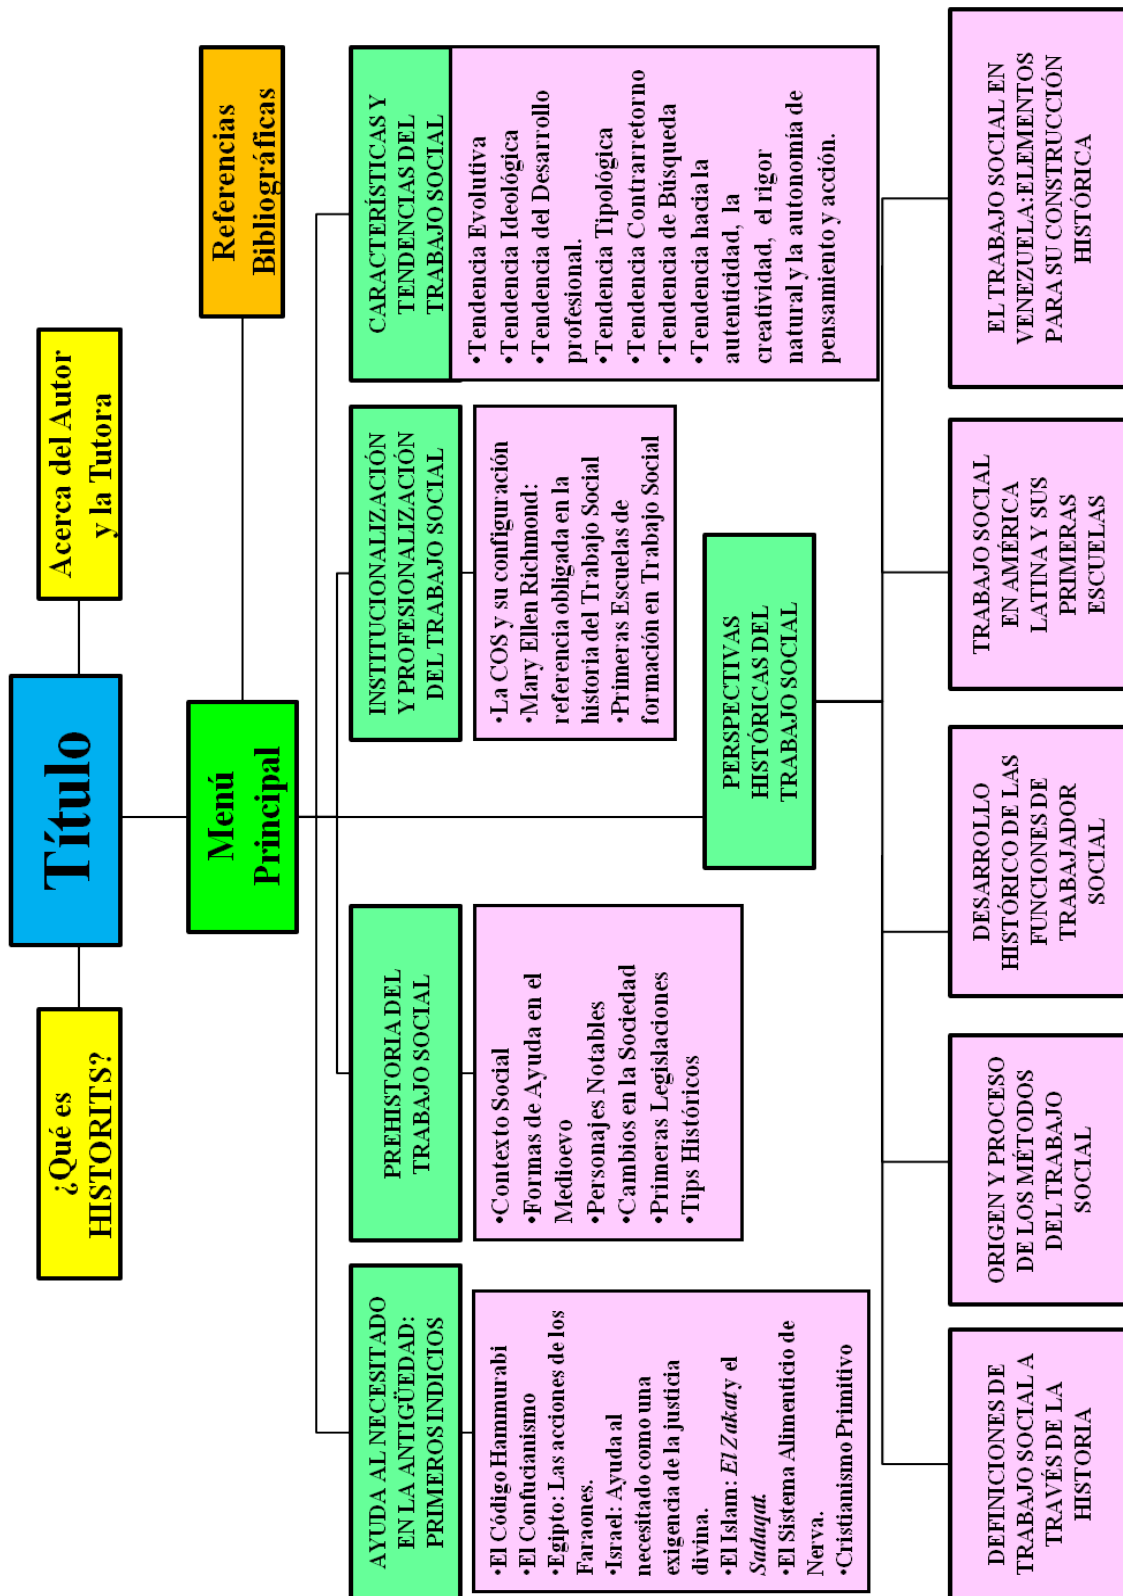 ¿Qué es
HISTORITS?
Título
Acerca del Autor
y la Tutora
Menú
Principal
Referencias
Bibliográficas
AYUDA AL NECESITADO
EN LA ANTIGÜEDAD:
PRIMEROS INDICIOS
•El Código Hammurabi
•El Confucianismo
•Egipto: Las acciones de los
Faraones.
•Israel: Ayuda al
necesitado como una
exigencia de la justicia
divina.
•El Islam: El Zakat y el
Sadaqat.
•El Sistema Alimenticio de
Nerva.
•Cristianismo Primitivo
PREHISTORIA DEL
TRABAJO SOCIAL
•Contexto Social
•Formas de Ayuda en el
Medioevo
•Personajes Notables
•Cambios en la Sociedad
•Primeras Legislaciones
•Tips Históricos
INSTITUCIONALIZACIÓN
Y PROFESIONALIZACIÓN
DEL TRABAJO SOCIAL
•La COS y su configuración
•Mary Ellen Richmond:
referencia obligada en la
historia del Trabajo Social
•Primeras Escuelas de
formación en Trabajo Social
CARACTERÍSTICAS Y
TENDENCIAS DEL
TRABAJO SOCIAL
•Tendencia Evolutiva
•Tendencia Ideológica
•Tendencia del Desarrollo
profesional.
•Tendencia Tipológica
•Tendencia Contrarretorno
•Tendencia de Búsqueda
•Tendencia hacia la
autenticidad, la
creatividad, el rigor
natural y la autonomía de
pensamiento y acción.
PERSPECTIVAS
HISTÓRICAS DEL
TRABAJO SOCIAL
DEFINICIONES DE
TRABAJO SOCIAL A
TRAVÉS DE LA
HISTORIA
ORIGEN Y PROCESO
DE LOS MÉTODOS
DEL TRABAJO
SOCIAL
DESARROLLO
HISTÓRICO DE LAS
FUNCIONES DE
TRABAJADOR
SOCIAL
TRABAJO SOCIAL
EN AMÉRICA
LATINA Y SUS
PRIMERAS
ESCUELAS
EL TRABAJO SOCIAL EN
VENEZUELA: ELEMENTOS
PARA SU CONSTRUCCIÓN
HISTÓRICA